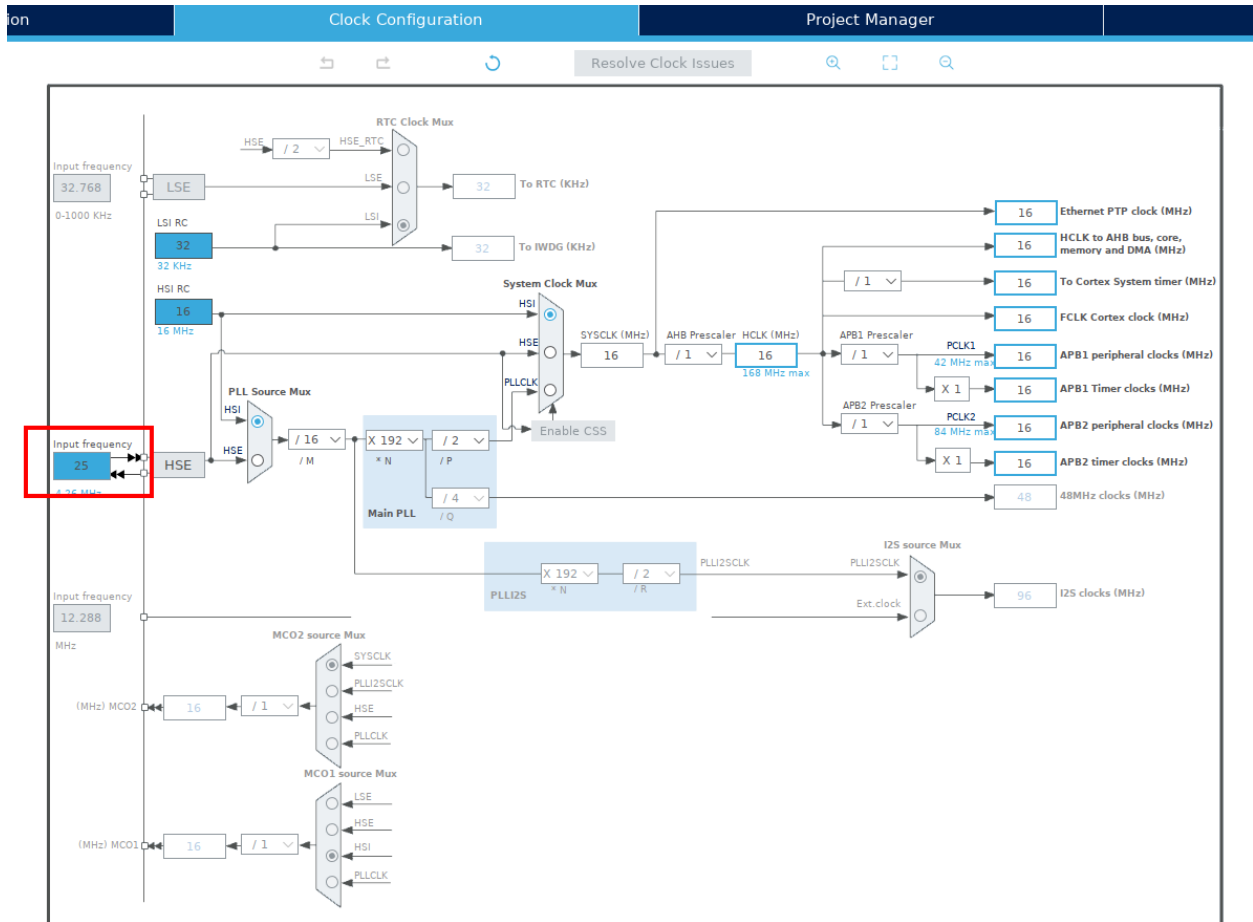 ion
Clock Configuration
Project Manager
Resolve Clock Issues
RTC Clock Mux
HSE
/ 2
HSE_RTC
Input frequency
32.768
LSE
LSE
32
To RTC (KHz)
0-1000 KHz
LSI RC
LSI
32
32 KHz
32
To IWDG (KHz)
16
Ethernet PTP clock (MHz)
16
HCLK to AHB bus, core,
memory and DMA (MHz)
HSI RC
16
16 MHz
System Clock Mux
HSI
/ 1
16
To Cortex System timer (MHz)
16
FCLK Cortex clock (MHz)
HSE
SYSCLK (MHz)
16
AHB Prescaler
/ 1
HCLK (MHz)
16
168 MHz max
APB1 Prescaler
/ 1
PCLK1
42 MHz max
16
APB1 peripheral clocks (MHz)
PLLCLK
X 1
16
APB1 Timer clocks (MHz)
PLL Source Mux
HSI
APB2 Prescaler
/ 1
PCLK2
84 MHz max
16
APB2 peripheral clocks (MHz)
Enable CSS
Input frequency
25
HSE
HSE
/ 16
/ M
X 192
* N
/ 2
/ P
X 1
16
APB2 timer clocks (MHz)
4-26 MHz
Main PLL
/ 4
/ Q
48
48MHz clocks (MHz)
I2S source Mux
PLLI2S
X 192
* N
/ 2
/ R
PLLI2SCLK
PLLI2SCLK
96
I2S clocks (MHz)
Input frequency
12.288
MHz
Ext.clock
MCO2 source Mux
SYSCLK
PLLI2SCLK
(MHz) MCO2
16
/ 1
HSE
PLLCLK
MCO1 source Mux
LSE
HSE
(MHz) MCO1
16
/ 1
HSI
PLLCLK